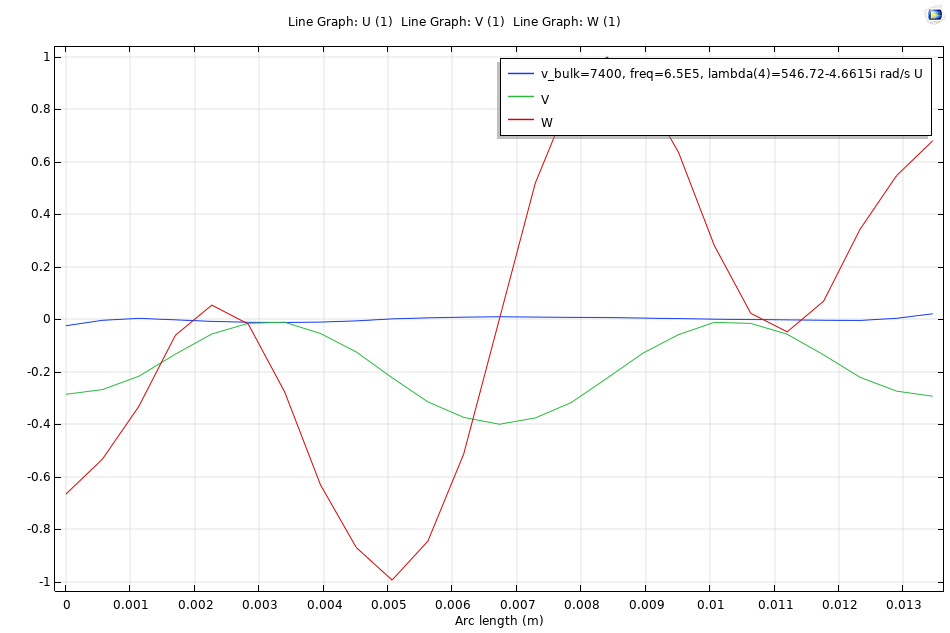 Line Graph: U (1) Line Graph: V (1) Line Graph: W (1)
v_bulk=7400, freq=6.5E5, lambda(4)=546.72-4.6615i rad/s U
V
W
1
0.8
0.6
0.4
0.2
0
-0.2
-0.4
-0.6
-0.8
-1
0 0.001 0.002 0.003 0.004 0.005 0.006 0.007 0.008 0.009 0.01 0.011 0.012 0.013
Arc length (m)